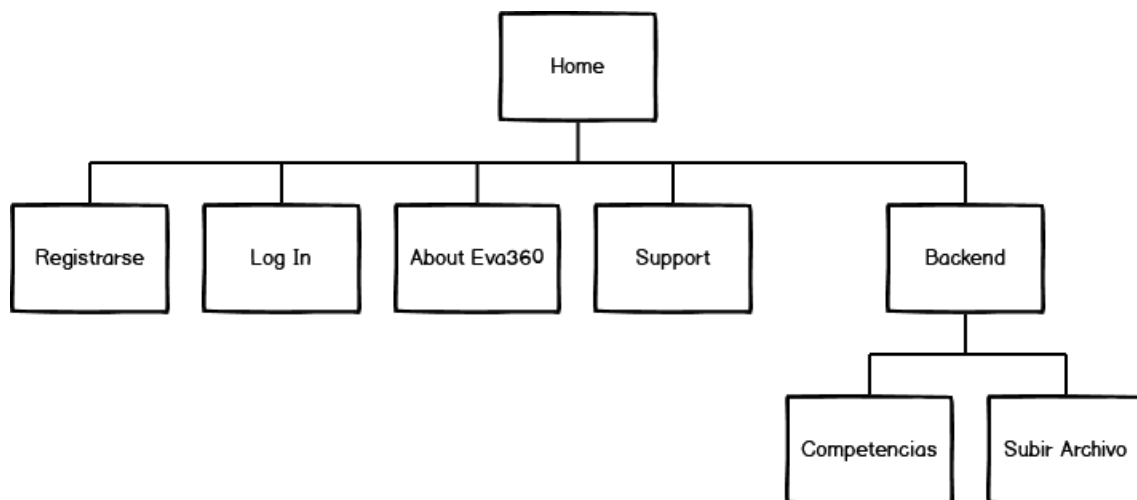 Home
Registrarse
Log In
About Eva360
Support
Backend
Competencias
Subir Archivo